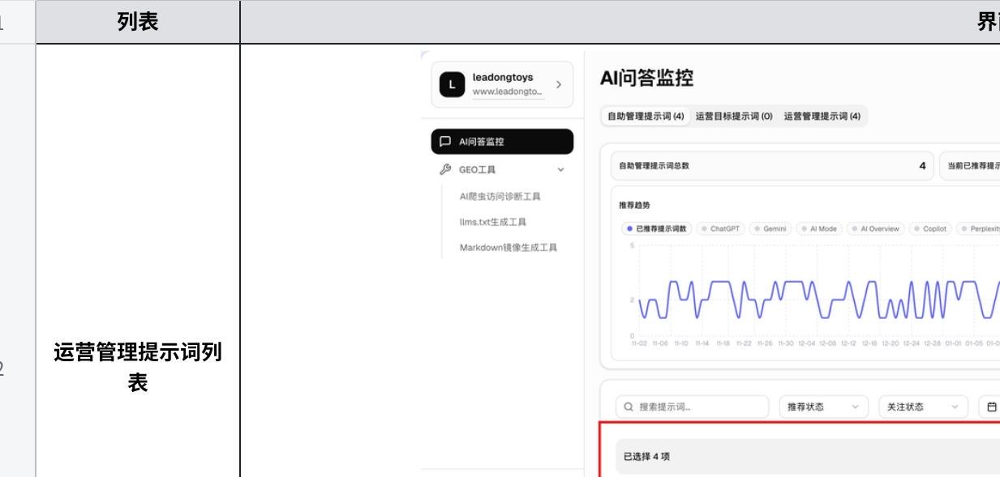 列表
leadongtoys
www.leadongto...
L
AI问答监控
GEO工具
AI爬虫访问诊断工具
llms.txt生成工具
Markdown镜像生成工具
运营管理提示词列
表
AI问答监控
自助管理提示词 (4) 运营目标提示词 (0) 运营管理提示词 (4)
自助管理提示词总数 4 当前已推荐提示
推荐趋势
已推荐提示词数 ChatGPT Gemini AI Mode AI Overview Copilot Perplexity
5
2
0
11-02 11-06 11-10 11-14 11-18 11-22 11-26 11-30 12-04 12-08 12-12 12-16 12-20 12-24 12-28 01-01 01-05
搜索提示词... 推荐状态 关注状态
已选择 4 项